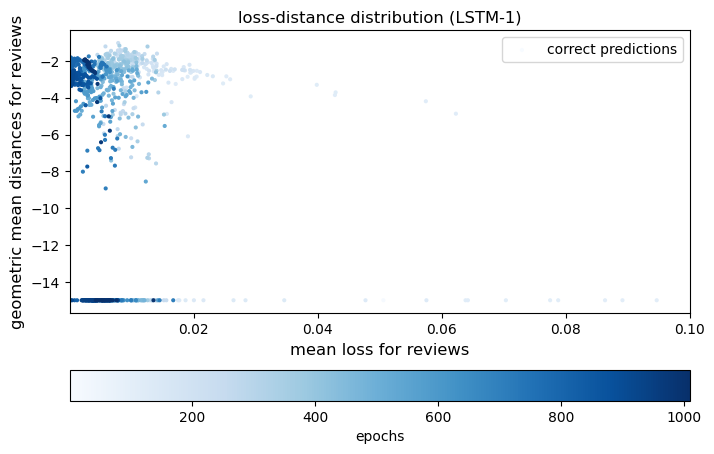 loss-distance distribution (LSTM-1)
correct predictions
geometric mean distances for reviews
−2
−4
−6
−8
−10
−12
−14
0.02 0.04 0.06 0.08 0.10
mean loss for reviews
200 400 600 800 1000
epochs